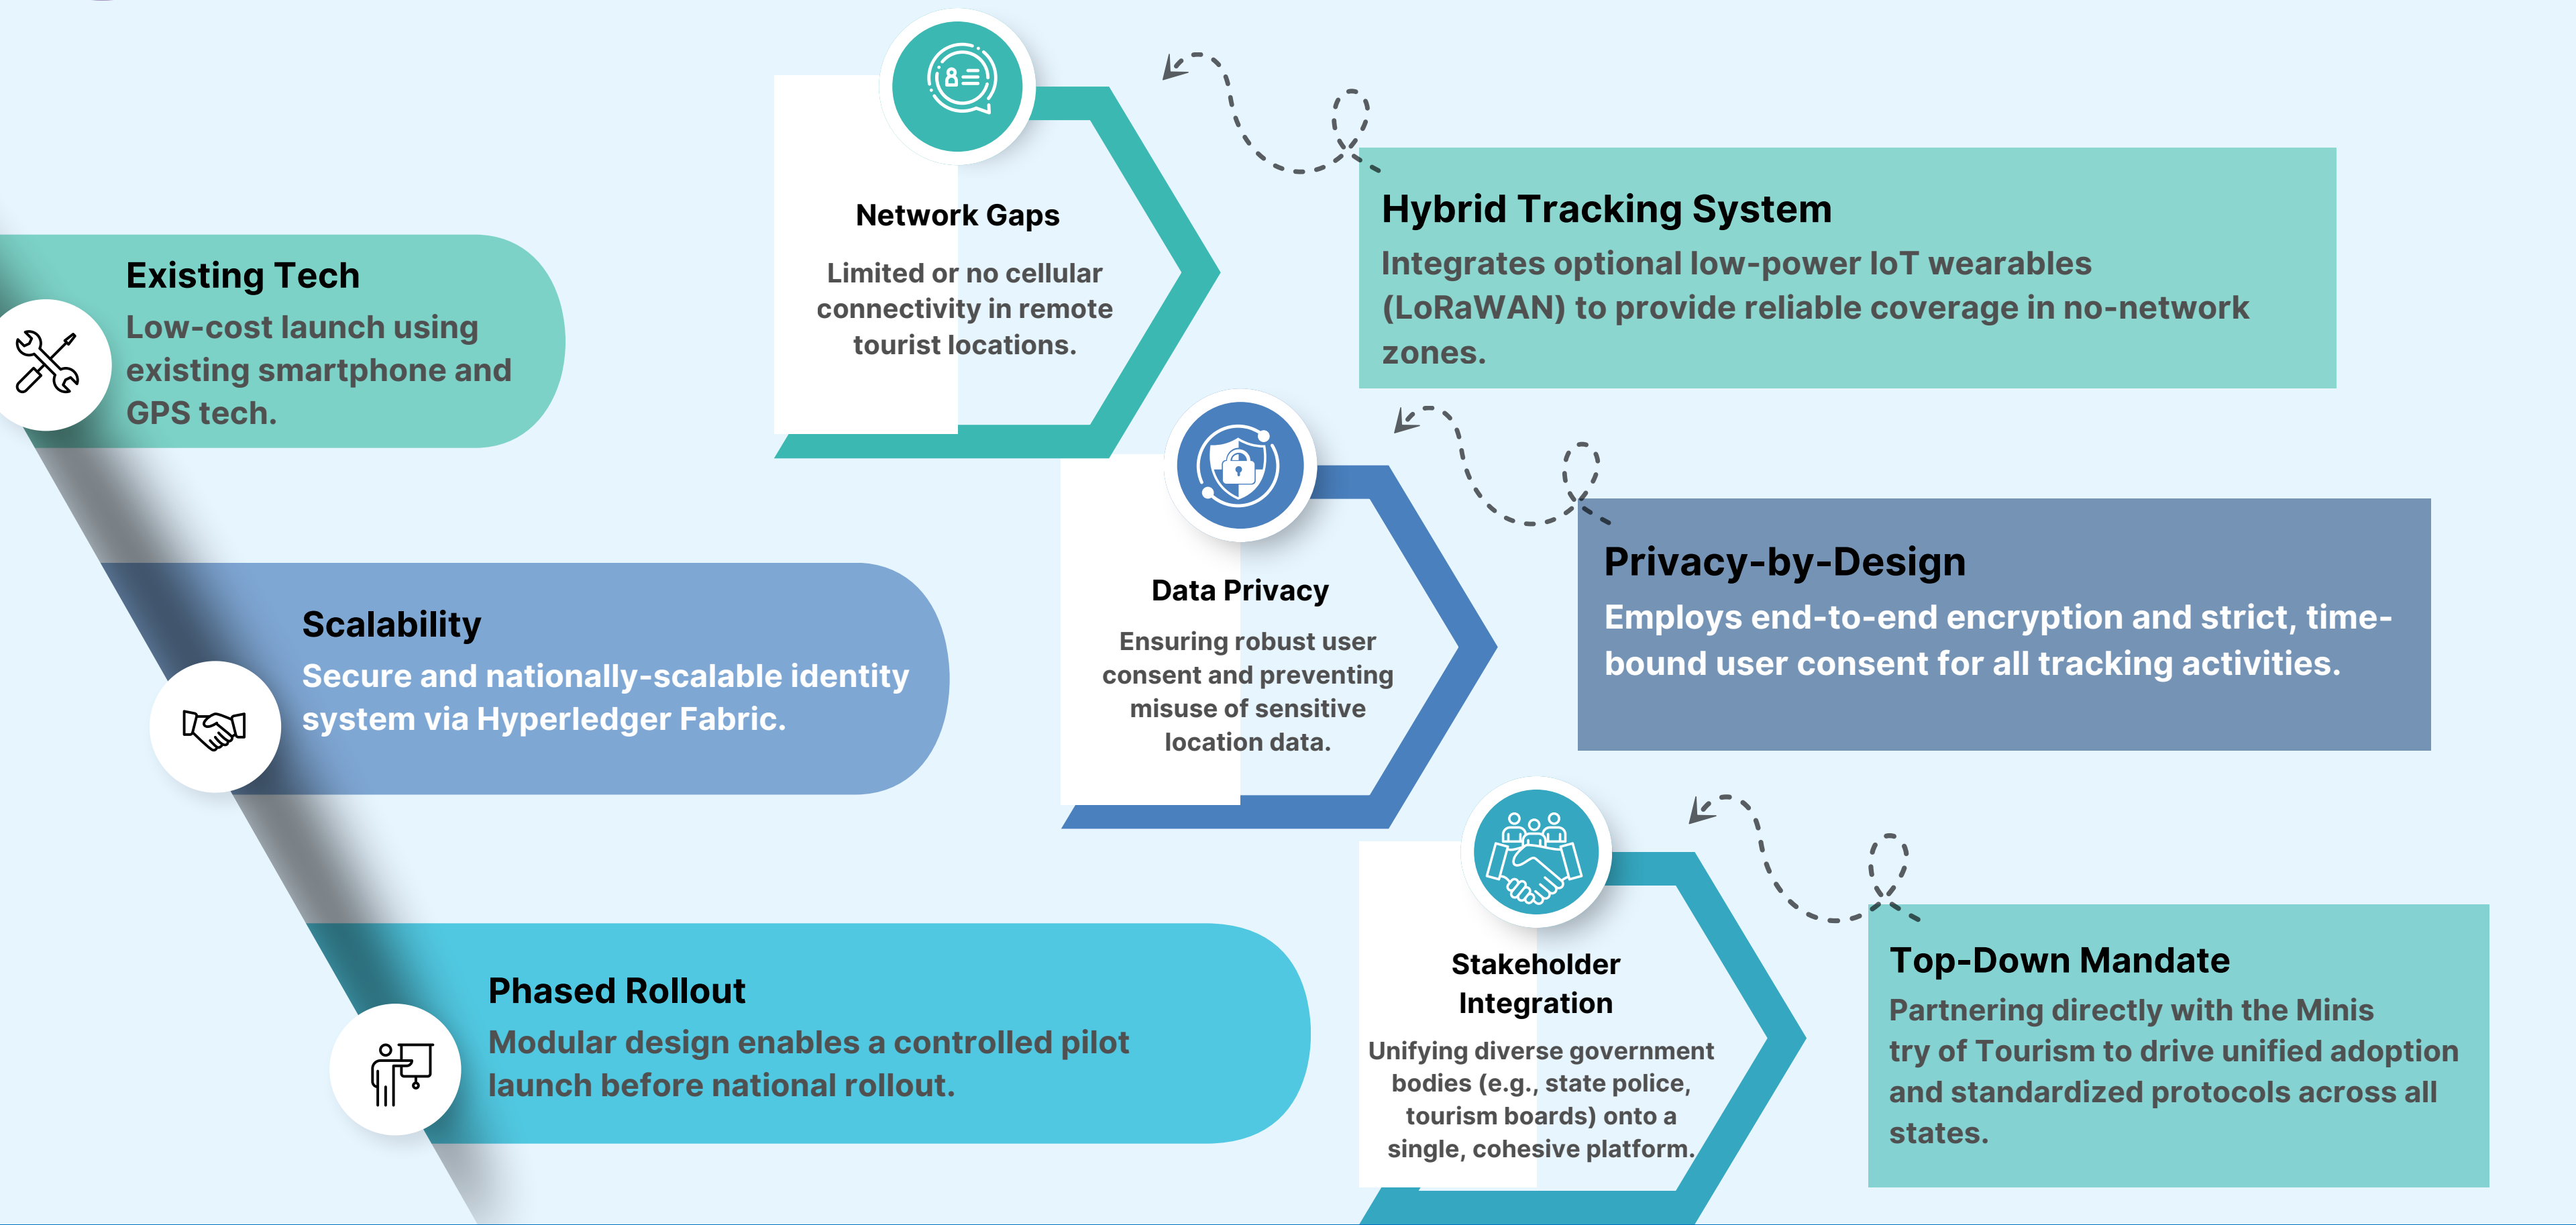 Existing Tech
Low-cost launch using
existing smartphone and
GPS tech.
Scalability
Secure and nationally-scalable identity
system via Hyperledger Fabric.
Phased Rollout
Modular design enables a controlled pilot
launch before national rollout.
Network Gaps
Limited or no cellular
connectivity in remote
tourist locations.
Data Privacy
Ensuring robust user
consent and preventing
misuse of sensitive
location data.
Stakeholder
Integration
Unifying diverse government
bodies (e.g., state police,
tourism boards) onto a
single, cohesive platform.
Hybrid Tracking System
Integrates optional low-power IoT wearables
(LoRaWAN) to provide reliable coverage in no-network
zones.
Privacy-by-Design
Employs end-to-end encryption and strict, time-
bound user consent for all tracking activities.
Top-Down Mandate
Partnering directly with the Minis
try of Tourism to drive unified adoption
and standardized protocols across all
states.